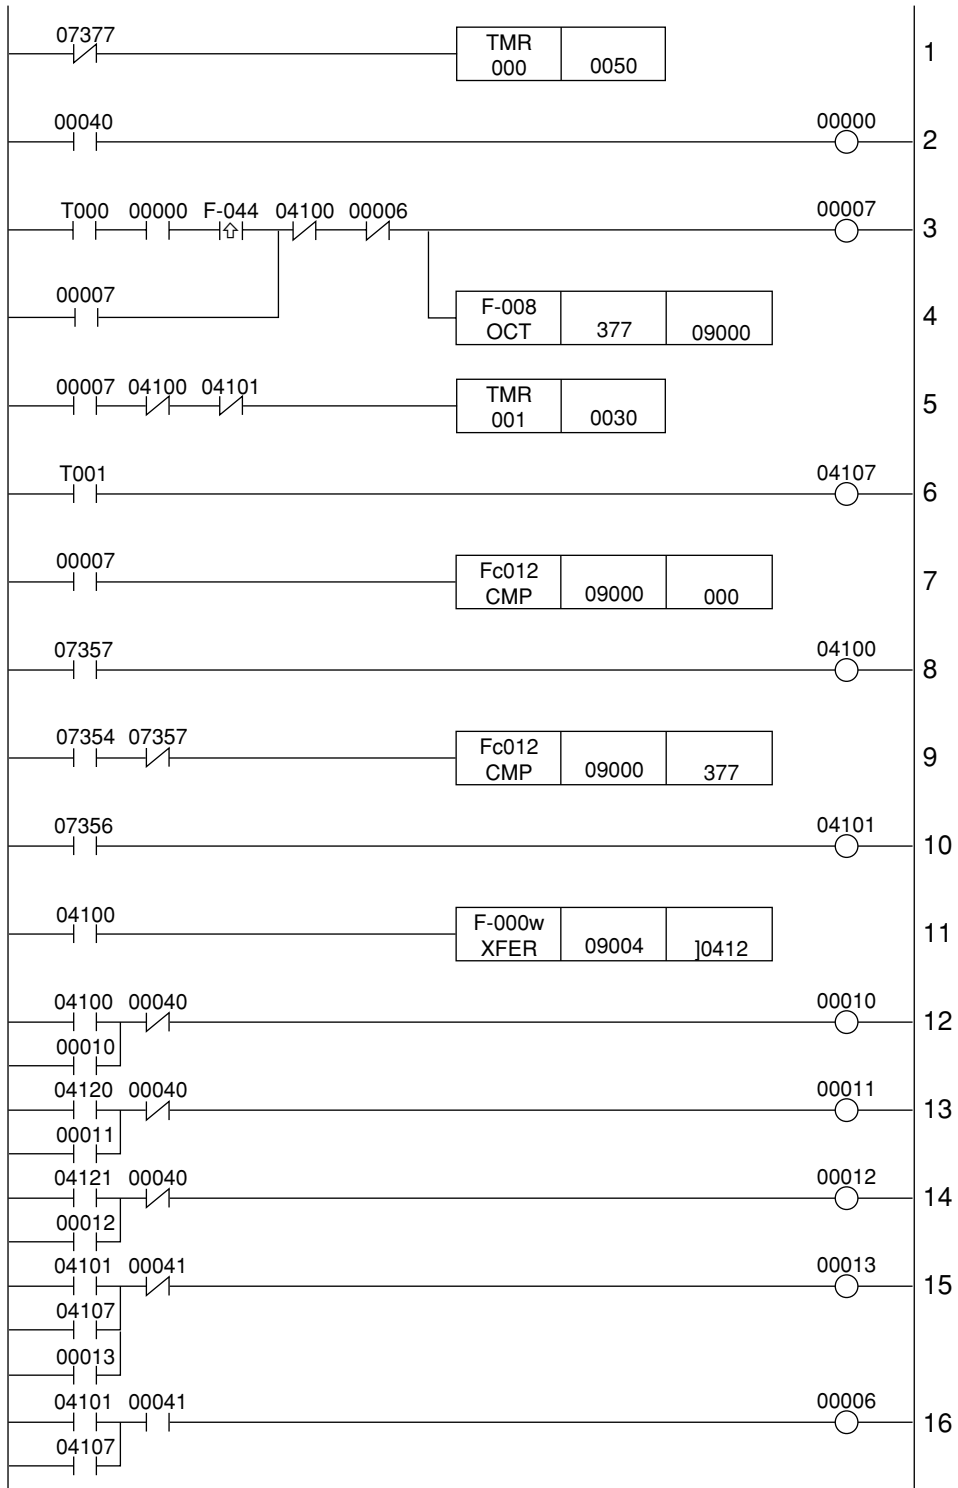 07377
TMR
000 0050 1
00040 00000
2
T000 00000 F-044 04100 00006 00007
3
00007
F-008
OCT 377 09000 4
00007 04100 04101
TMR
001 0030 5
T001 04107
6
00007
Fc012
CMP 09000 000 7
07357 04100
8
07354 07357
Fc012
CMP 09000 377 9
07356 04101
10
04100
F-000w
XFER 09004 ]0412 11
04100 00040 00010
12
00010
04120 00040 00011
13
00011
04121 00040 00012
14
00012
04101 00041 00013
15
04107
00013
04101 00041 00006
16
04107